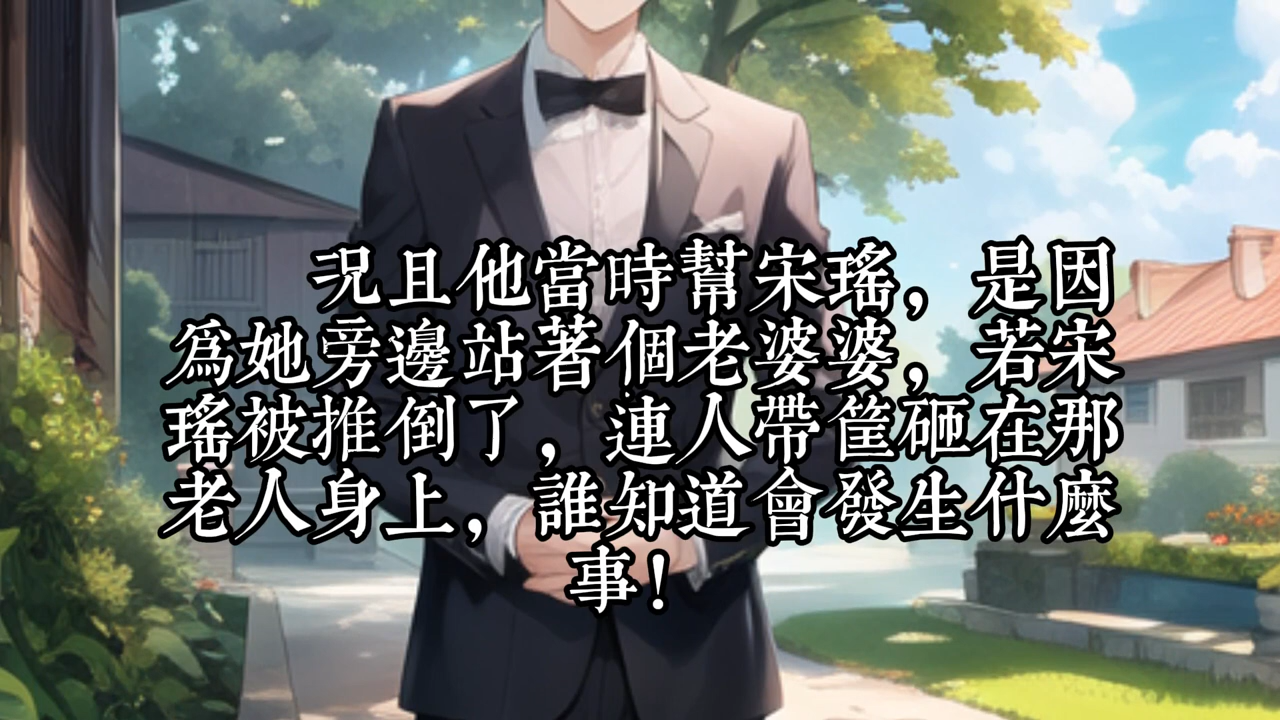 况且他當時幫宋瑤，是因
爲她旁邊站著個老婆婆，若宋
瑤被推倒了，連人帶筐砸在那
老人身上，誰知道會發生什麼
事！